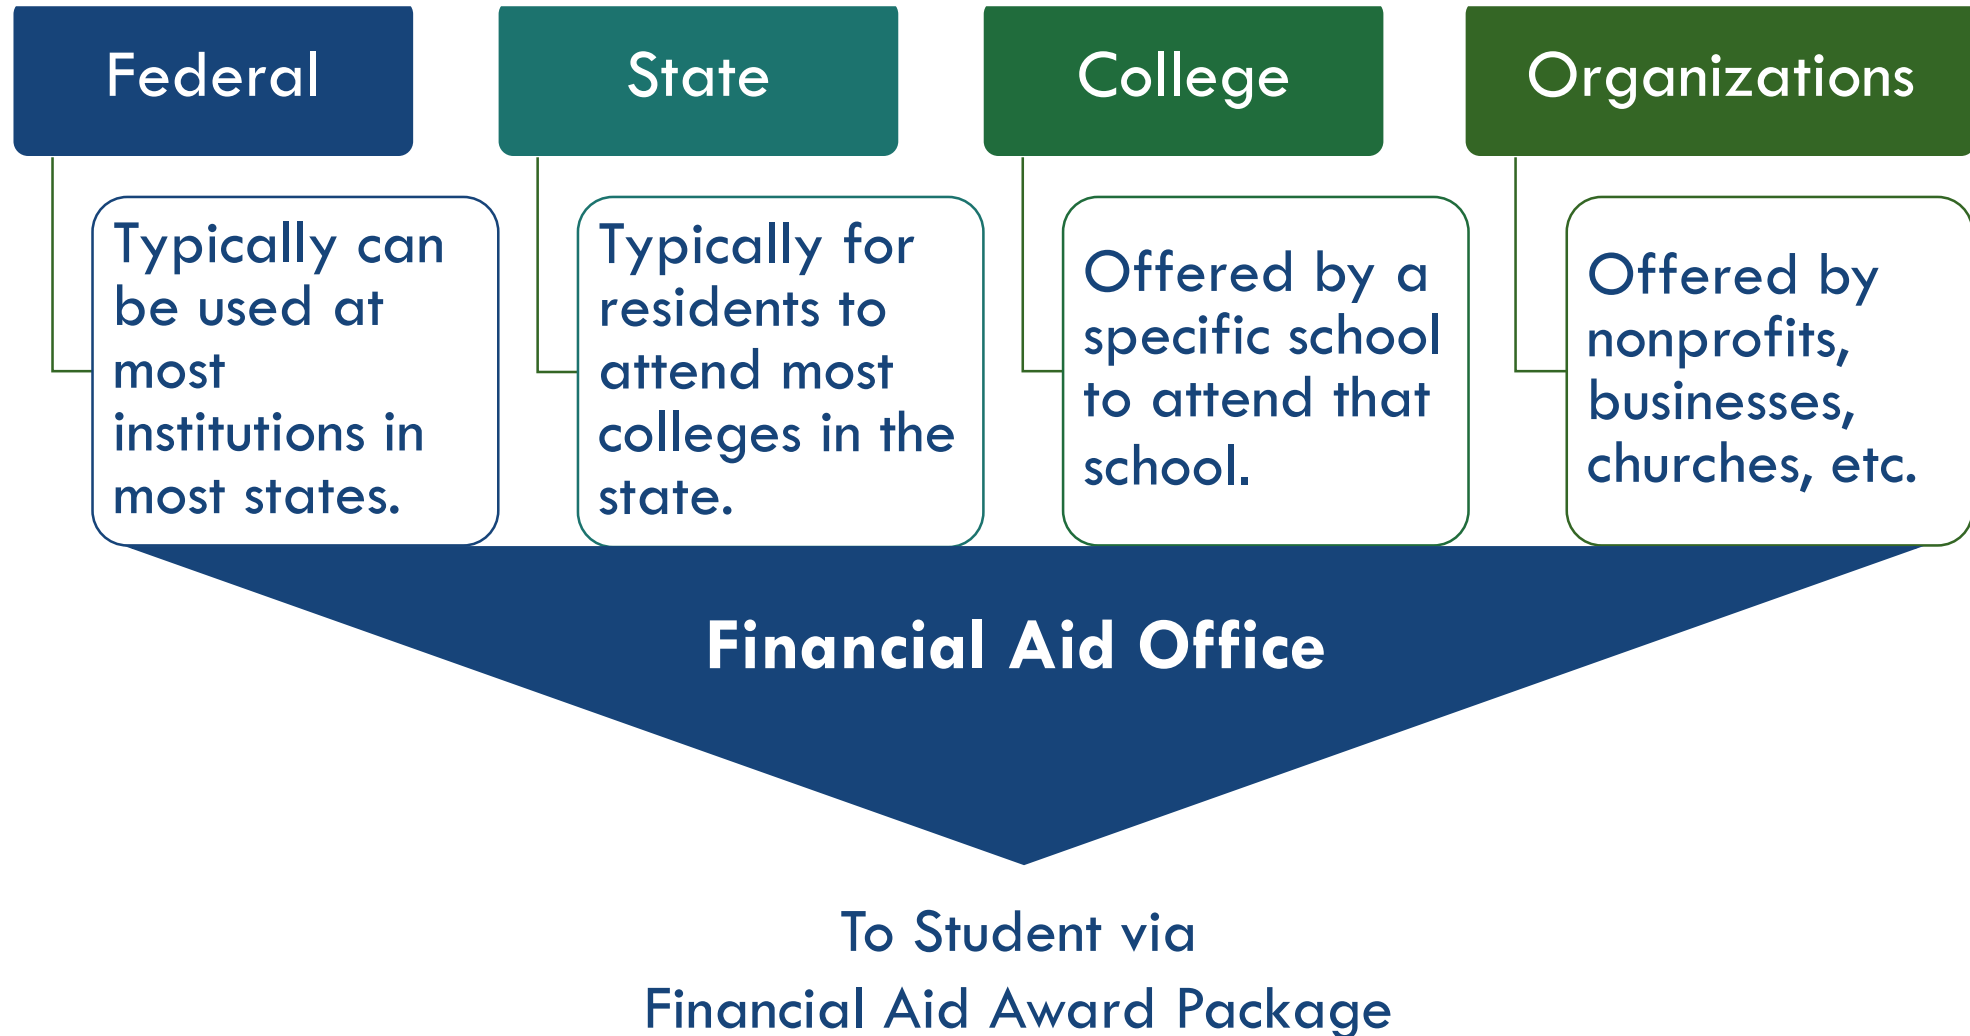 Federal
State
College
Organizations
Typically can
be used at
most
institutions in
most states.
Typically for
residents to
attend most
colleges in the
state.
Offered by a
specific school
to attend that
school.
Offered by
nonprofits,
businesses,
churches, etc.
Financial Aid Office
To Student via
Financial Aid Award Package